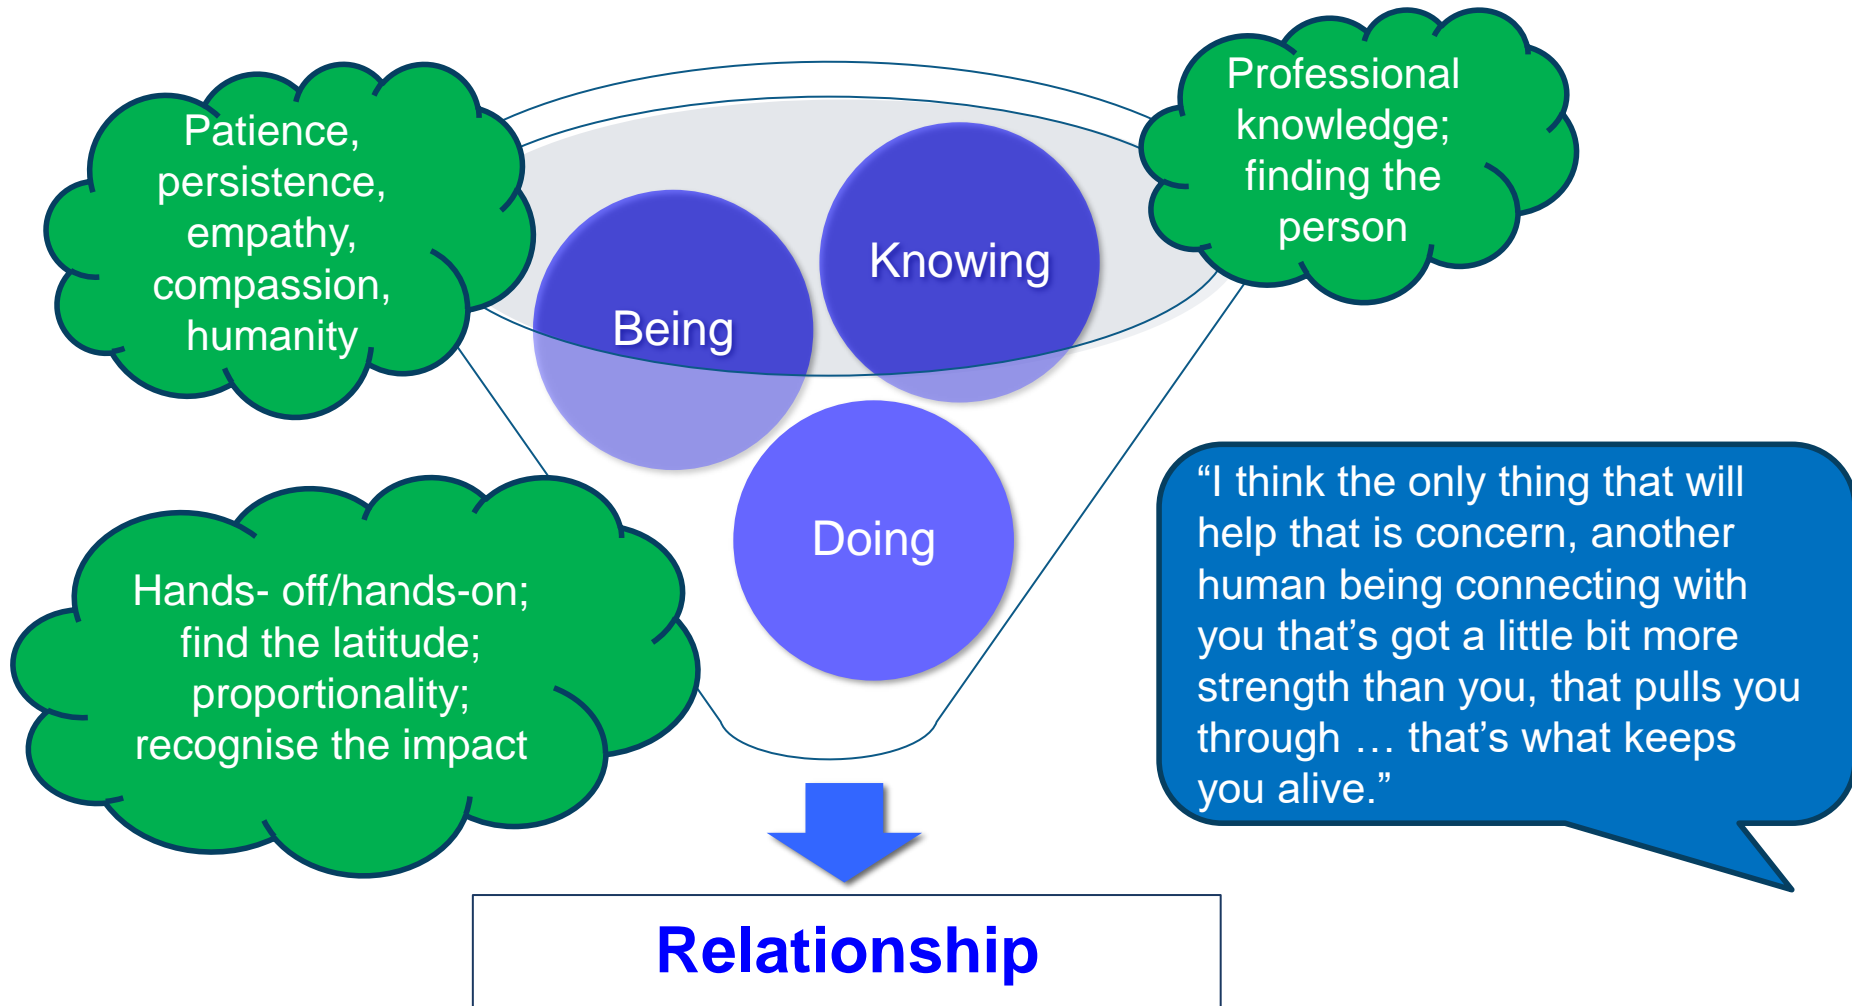 Patience,
persistence,
empathy,
compassion,
humanity
Professional
knowledge;
finding the
person
Knowing
Being
Doing
Hands- off/hands-on;
find the latitude;
proportionality;
recognise the impact
“I think the only thing that will
help that is concern, another
human being connecting with
you that’s got a little bit more
strength than you, that pulls you
through … that’s what keeps
you alive.”
Relationship